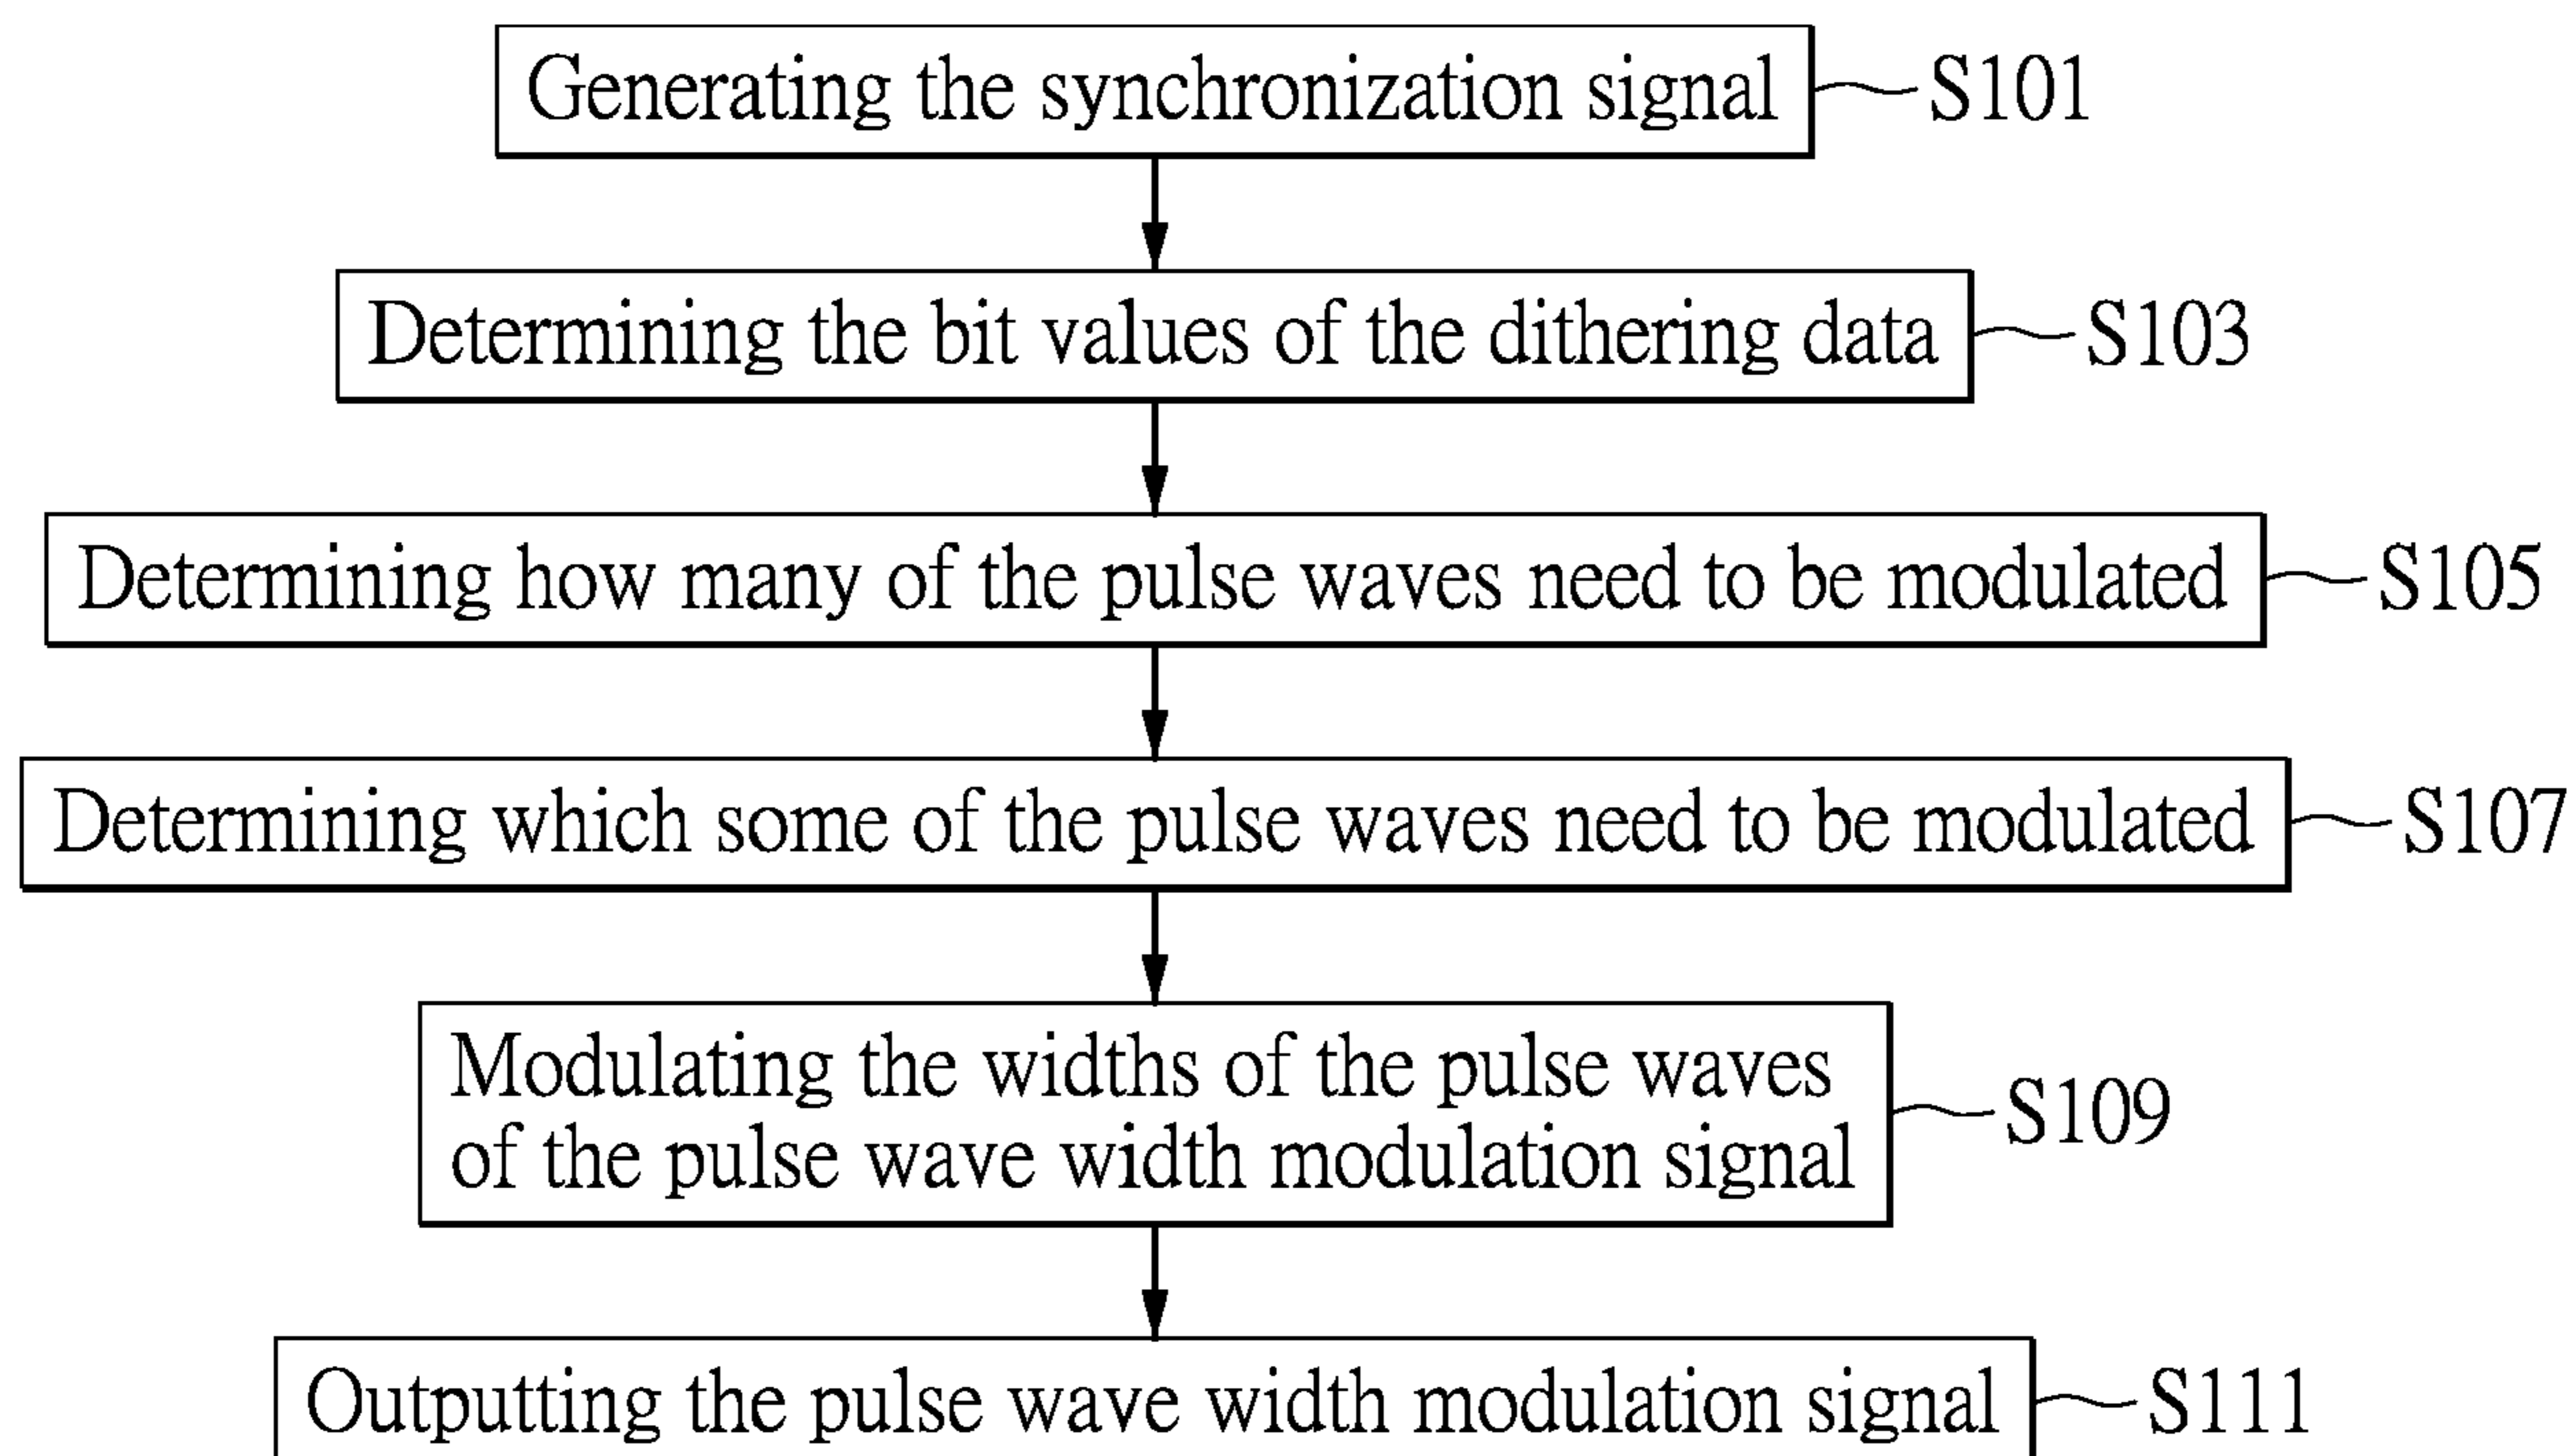 Generating the synchronization signal S101
Determining the bit values of the dithering data S103
Determining how many of the pulse waves need to be modulated S105
Determining which some of the pulse waves need to be modulated S107
Modulating the widths of the pulse waves
of the pulse wave width modulation signal S109
Outputting the pulse wave width modulation signal S111